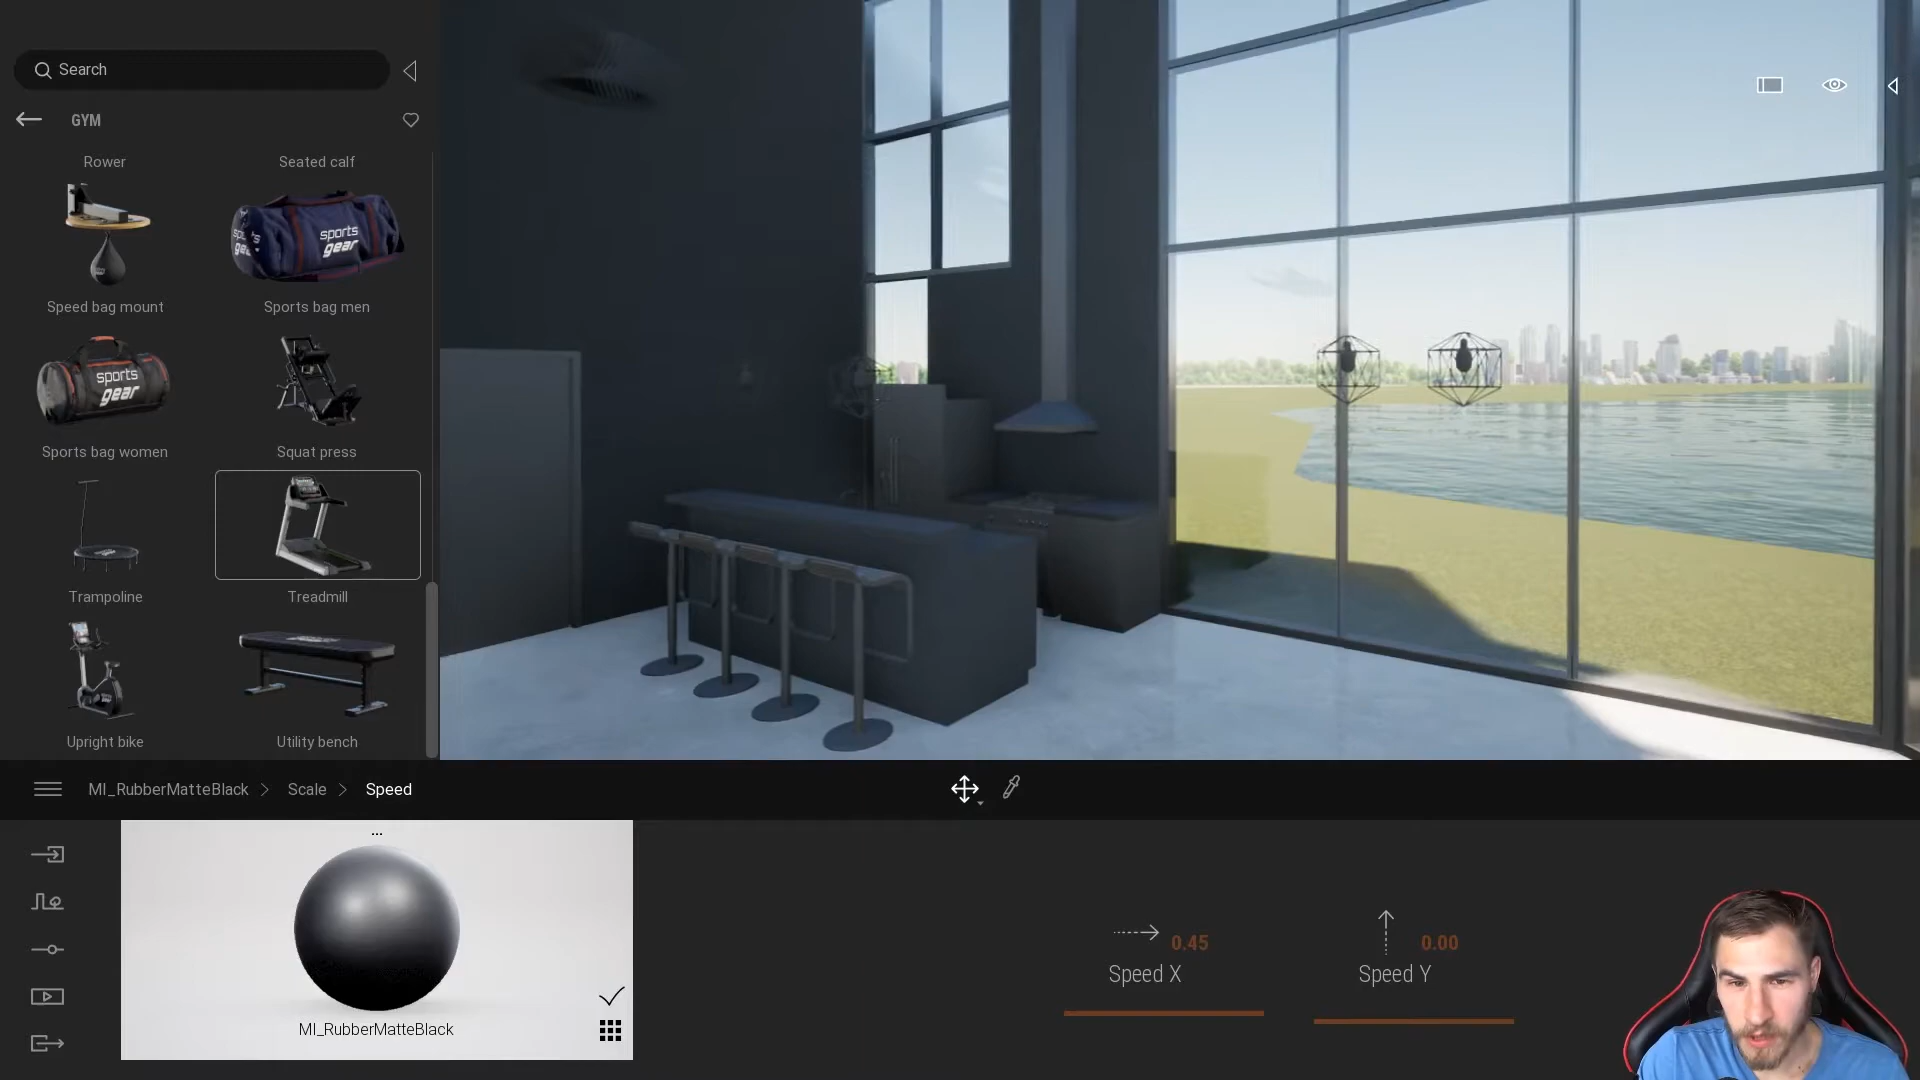 Search
GYM
Rower
Seated calf
sports
gear
Speed bag mount
Sports bag men
sports
gear
Sports bag women
Squat press
Trampoline
Treadmill
Upright bike
Utility bench
MI_RubberMatteBlack
Scale
Speed
...
MI_RubberMatteBlack
0.45
Speed X
0.00
Speed Y